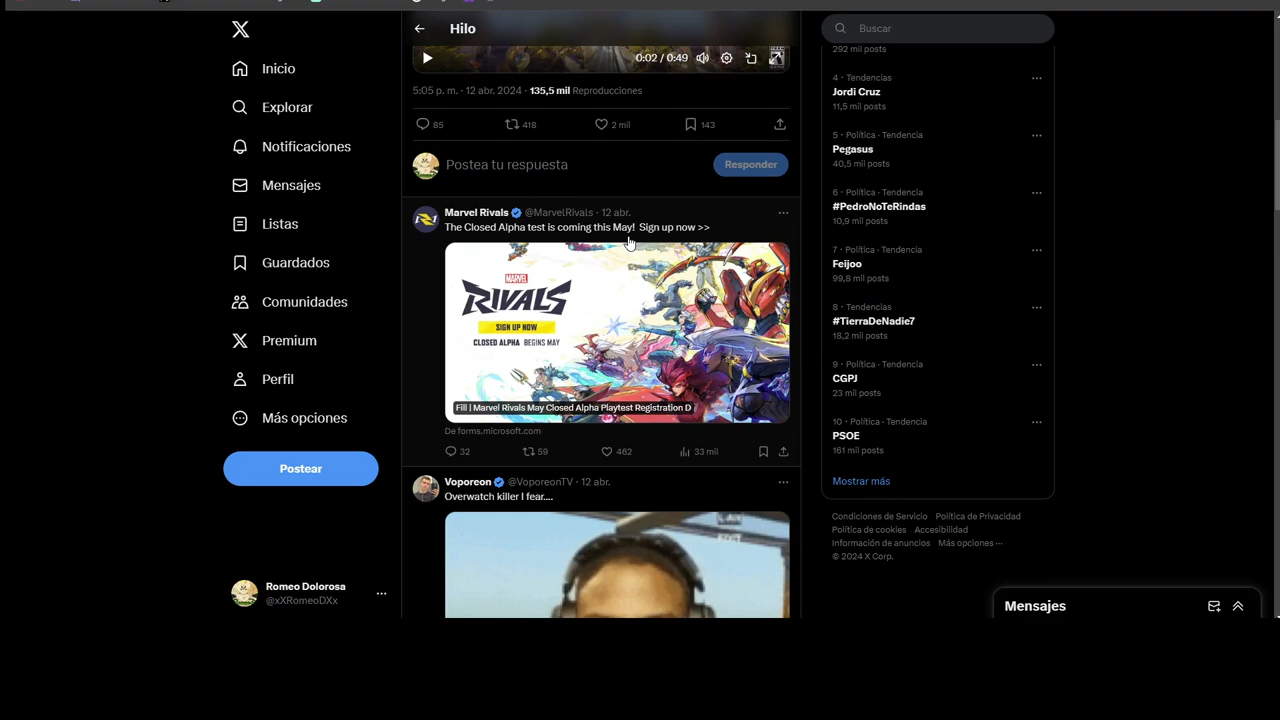 Inicio
Explorar
Notificaciones
Mensajes
Listas
Guardados
Comunidades
Premium
Perfil
Más opciones
Postear
Romeo Dolorosa
@xXRomeoDXx
Hilo
0:02 / 0:49
5:05 p. m. · 12 abr. 2024 · 135,5 mil Reproducciones
85 418 2 mil 143
Postea tu respuesta
Responder
Marvel Rivals @MarvelRivals · 12 abr.
The Closed Alpha test is coming this May! Sign up now >>
MARVEL
RIVALS
SIGN UP NOW
CLOSED ALPHA BEGINS MAY
Fill | Marvel Rivals May Closed Alpha Playtest Registration D
De forms.microsoft.com
32 59 462 33 mil
Voporeon @VoporeonTV · 12 abr.
Overwatch killer I fear....
Buscar
292 mil posts
4 · Tendencias
Jordi Cruz
11,5 mil posts
5 · Política · Tendencia
Pegasus
40,5 mil posts
6 · Política · Tendencia
#PedroNoTeRindas
10,9 mil posts
7 · Política · Tendencia
Feijoo
99,8 mil posts
8 · Tendencias
#TierraDeNadie7
18,2 mil posts
9 · Política · Tendencia
CGPJ
23 mil posts
10 · Política · Tendencia
PSOE
161 mil posts
Mostrar más
Condiciones de Servicio Política de Privacidad
Política de cookies Accesibilidad
Información de anuncios Más opciones ···
© 2024 X Corp.
Mensajes